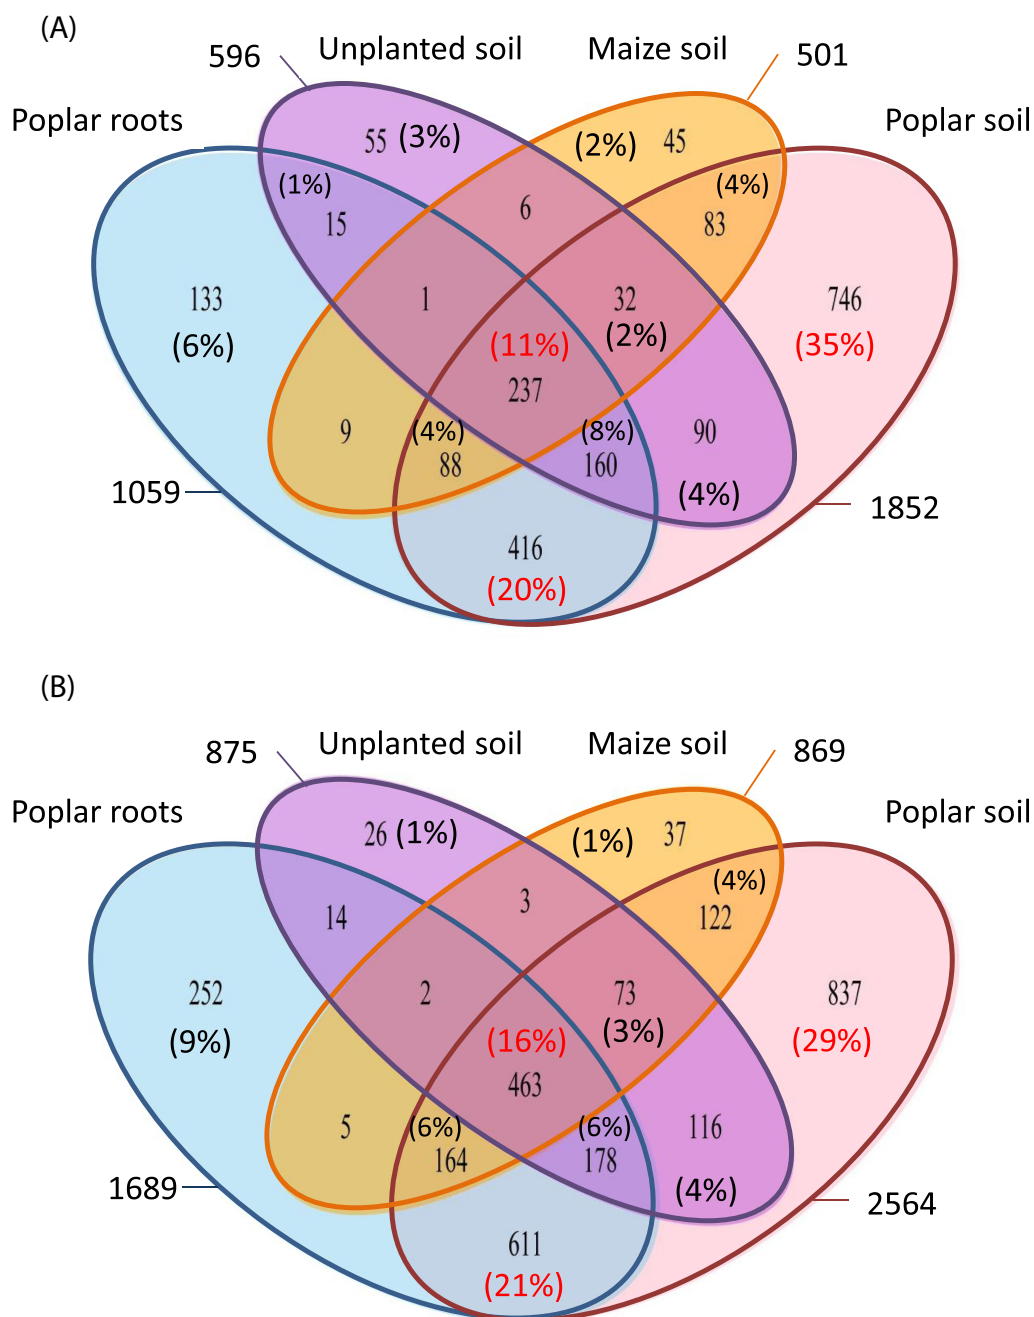 (A)
596 Unplanted soil Maize soil 501
Poplar roots Poplar soil
55 (3%) (2%) 45
(1%) (4%)
15 6 83
133 1 32 746
(6%) (11%) (2%) (35%)
237
9 (4%) (8%) 90
88 160
1059 (4%) 1852
416
(20%)
(B)
875 Unplanted soil Maize soil 869
Poplar roots Poplar soil
26 (1%) (1%) 37
(4%)
14 3 122
252 2 73 837
(9%) (16%) (3%) (29%)
463
5 (6%) (6%) 116
164 178
1689 (4%) 2564
611
(21%)